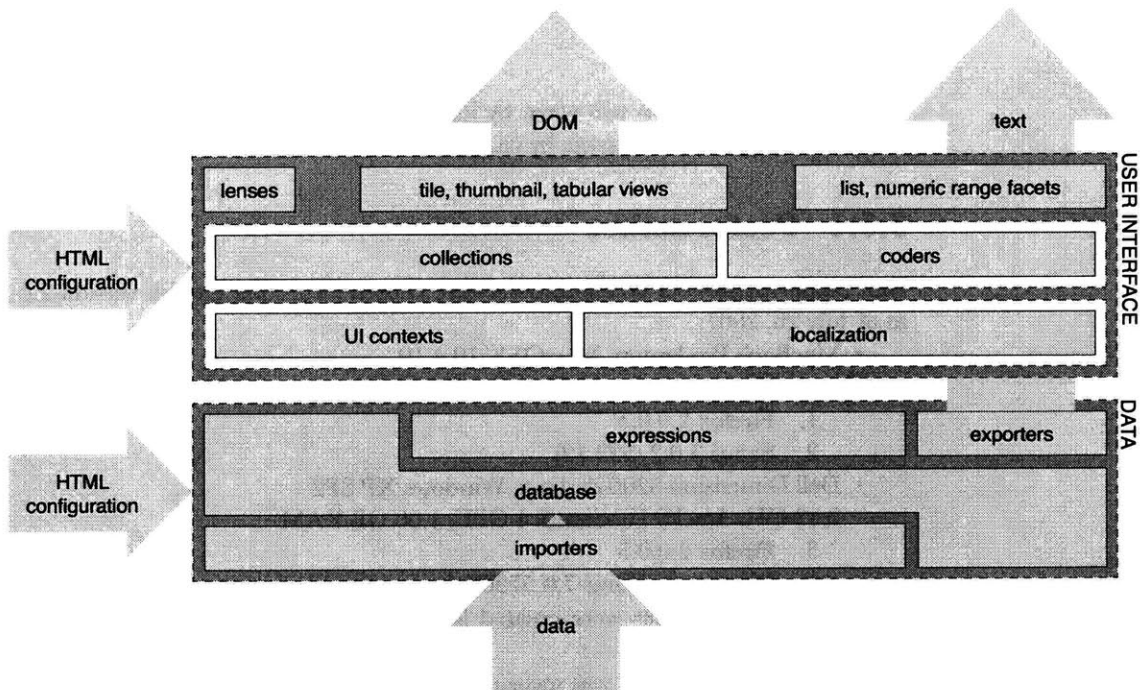 DOM
text
USER INTERFACE
lenses
tile, thumbnail, tabular views
list, numeric range facets
HTML
configuration
collections
coders
UI contexts
localization
DATA
expressions
exporters
HTML
configuration
database
importers
data